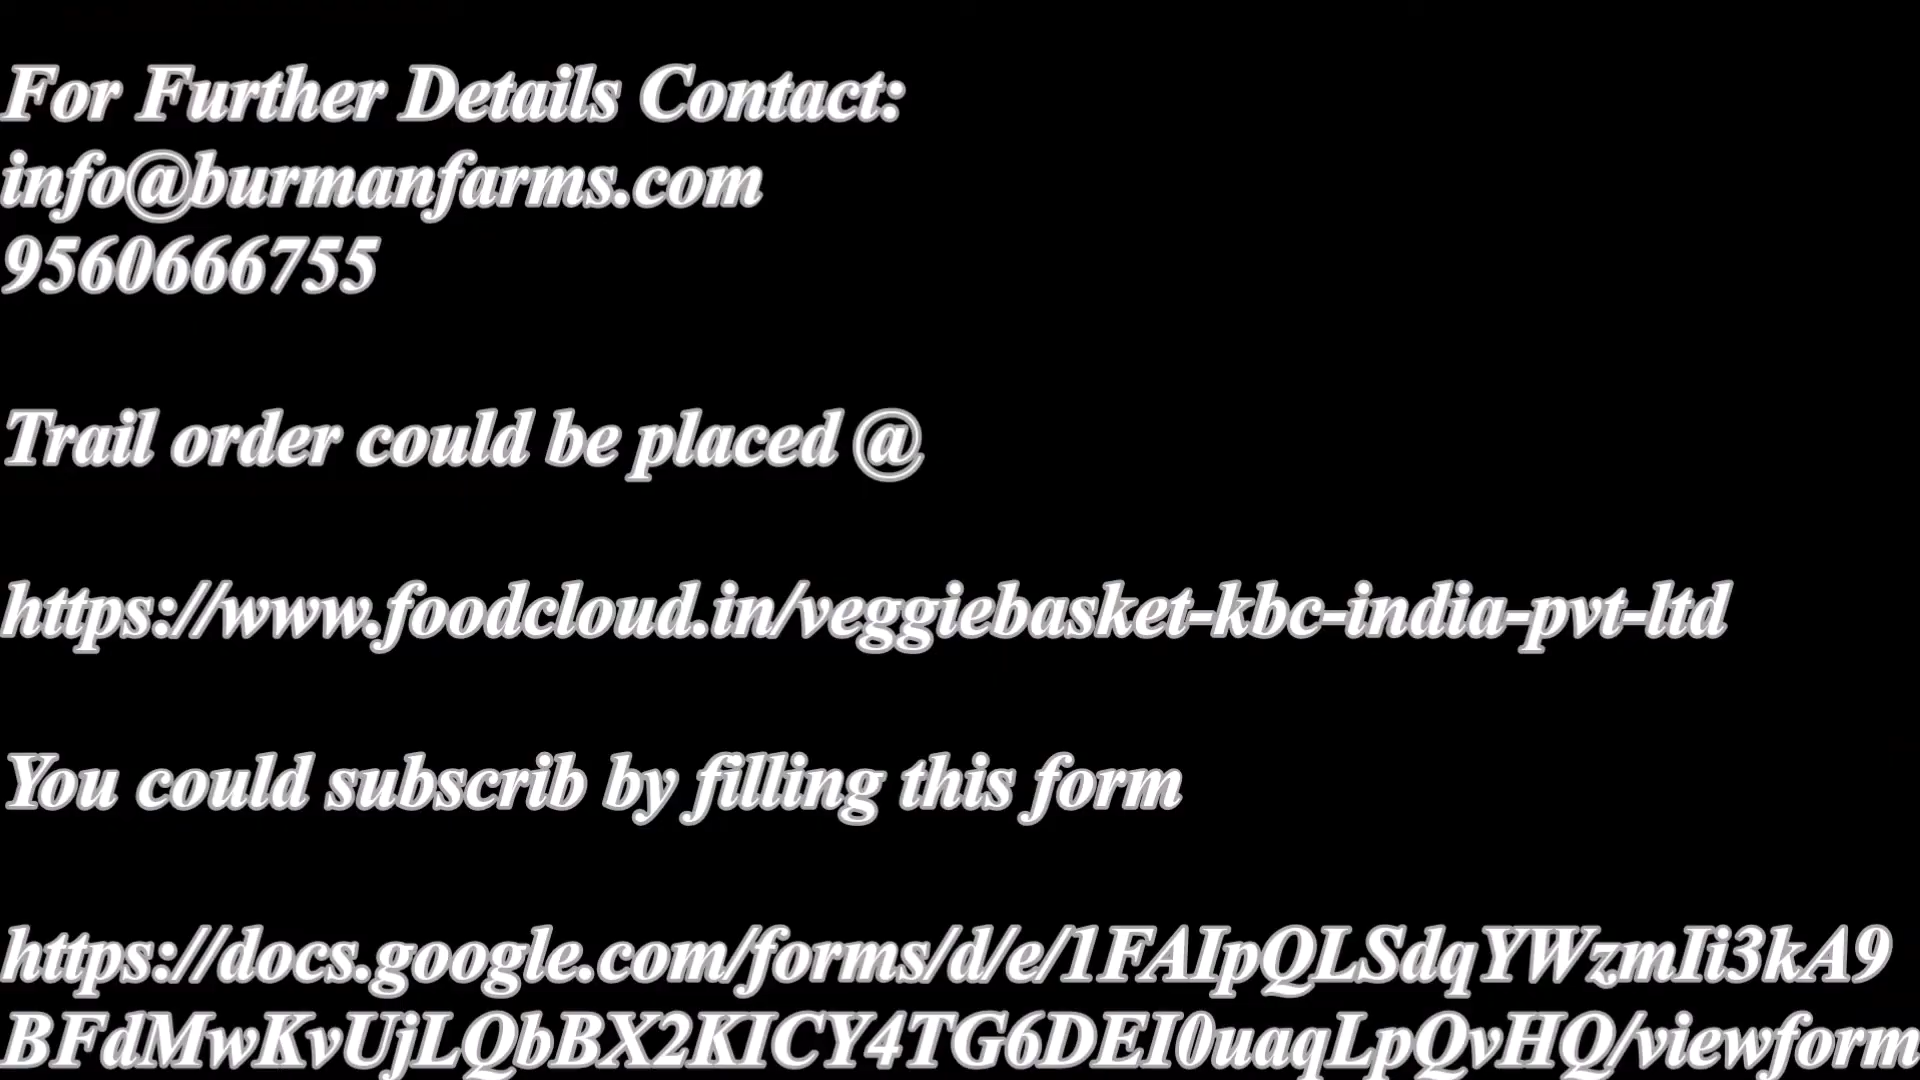 For Further Details Contact:
info@burmanfarms.com
9560666755
Trail order could be placed @
https://www.foodcloud.in/veggiebasket-kbc-india-pvt-ltd
You could subscrib by filling this form
https://docs.google.com/forms/d/e/1FAIpQLSdqYWzmIi3kA9
BFdMwKvUjLQbBX2KICY4TG6DEI0uaqLpQvHQ/viewform